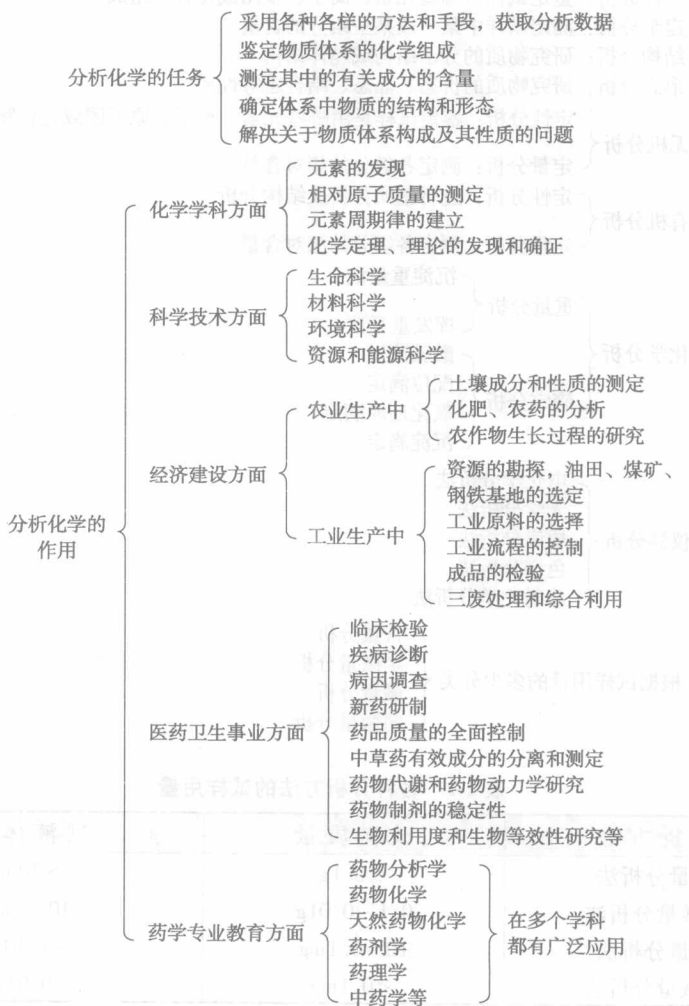 采用各种各样的方法和手段，获取分析数据
鉴定物质体系的化学组成
分析化学的任务
测定其中的有关成分的含量
确定体系中物质的结构和形态
解决关于物质体系构成及其性质的问题
元素的发现
化学学科方面
相对原子质量的测定
元素周期律的建立
化学定理、理论的发现和确证
生命科学
科学技术方面
材料科学
环境科学
资源和能源科学
农业生产中
土壤成分和性质的测定
化肥、农药的分析
农作物生长过程的研究
经济建设方面
资源的勘探、油田、煤矿、
钢铁基地的选定
工业生产中
工业原料的选择
工业流程的控制
成品的检验
三废处理和综合利用
分析化学的
作用
临床检验
疾病诊断
病因调查
新药研制
医药卫生事业方面
药品质量的全面控制
中草药有效成分的分离和测定
药物代谢和药物动力学研究
药物制剂的稳定性
生物利用度和生物等效性研究等
药物分析学
药物化学
药学专业教育方面
天然药物化学
药剂学
药理学
中药学等
在多个学科
都有广泛应用